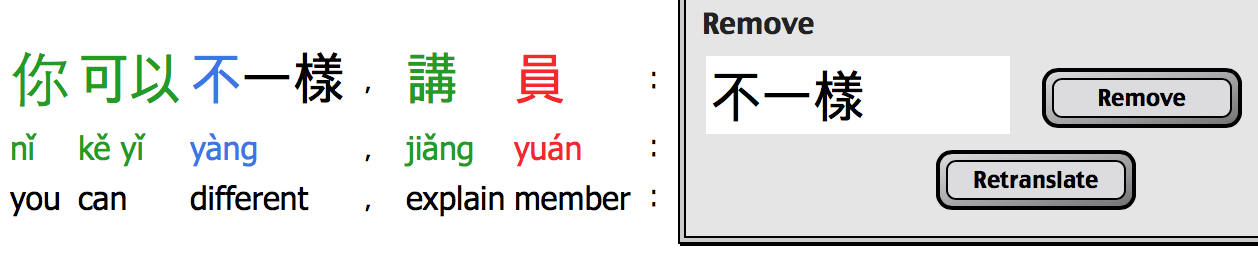 你 可以 不一樣 , 講 員 :
nǐ kě yǐ yàng , jiǎng yuán :
you can different , explain member :
Remove
不一樣
Remove
Retranslate